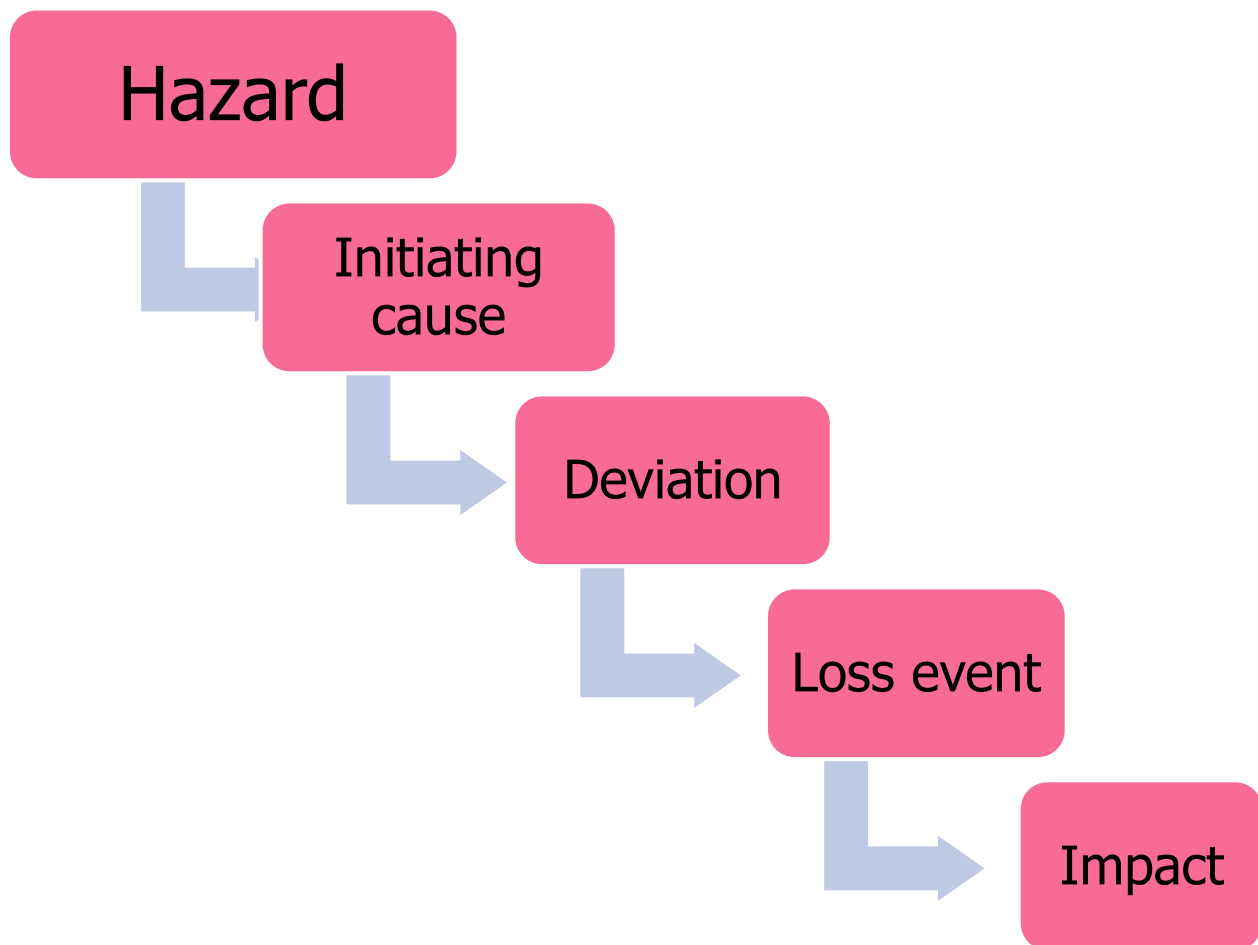 Hazard
Initiating
cause
Deviation
Loss event
Impact